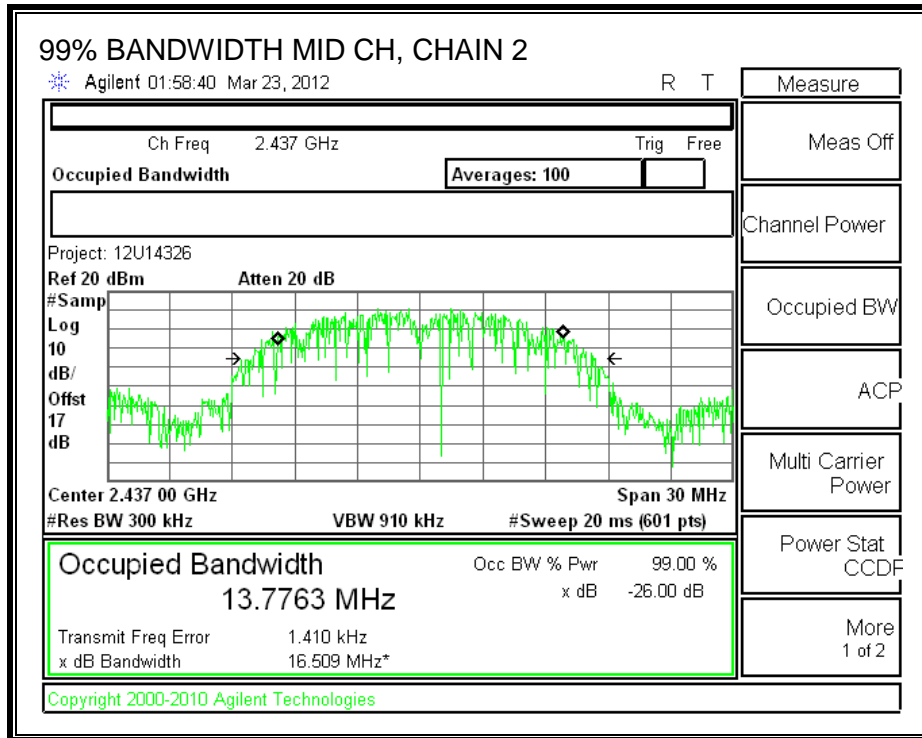 99% BANDWIDTH MID CH, CHAIN 2
Agilent 01:58:40 Mar 23, 2012 R T
Measure
Ch Freq 2.437 GHz Trig Free
Meas Off
Occupied Bandwidth Averages: 100
Channel Power
Project: 12U14326
Ref 20 dBm Atten 20 dB
#Samp
Log
10
dB/
Offst
17
dB
Occupied BW
ACP
Multi Carrier
Power
Center 2.437 00 GHz Span 30 MHz
#Res BW 300 kHz VBW 910 kHz #Sweep 20 ms (601 pts)
Power Stat
CCDF
Occupied Bandwidth Occ BW % Pwr 99.00 %
13.7763 MHz x dB -26.00 dB
Transmit Freq Error 1.410 kHz
x dB Bandwidth 16.509 MHz*
More
1 of 2
Copyright 2000-2010 Agilent Technologies